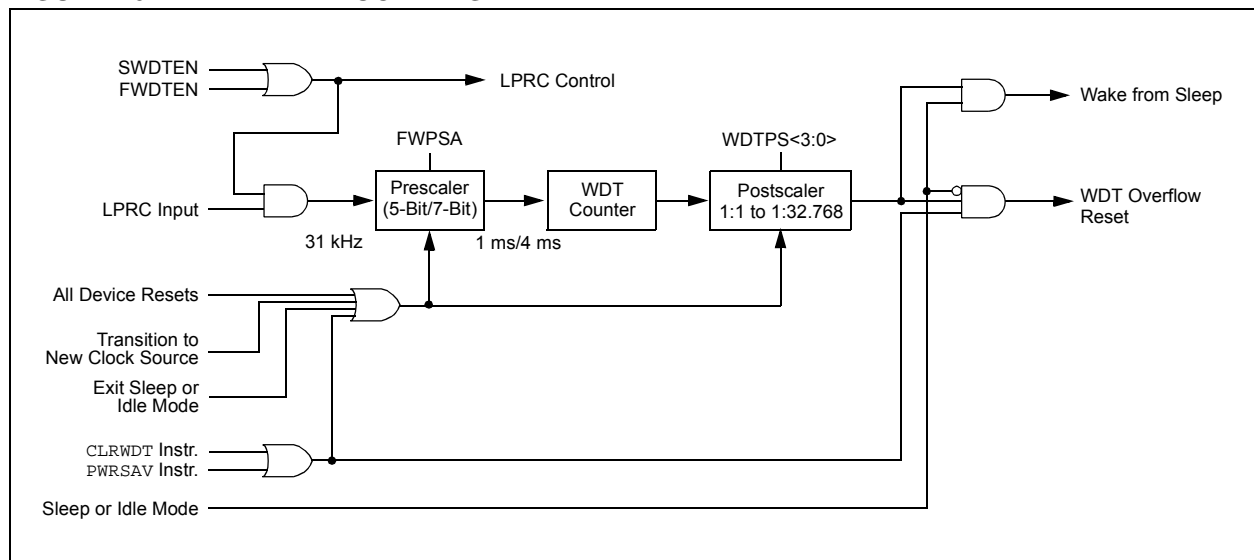 SWDTEN
FWDTEN
LPRC Control
Wake from Sleep
FWPSA
WDTPS<3:0>
Prescaler
(5-Bit/7-Bit)
WDT
Counter
Postscaler
1:1 to 1:32.768
LPRC Input
WDT Overflow
Reset
31 kHz
1 ms/4 ms
All Device Resets
Transition to
New Clock Source
Exit Sleep or
Idle Mode
CLRWDT Instr.
PWRSAV Instr.
Sleep or Idle Mode